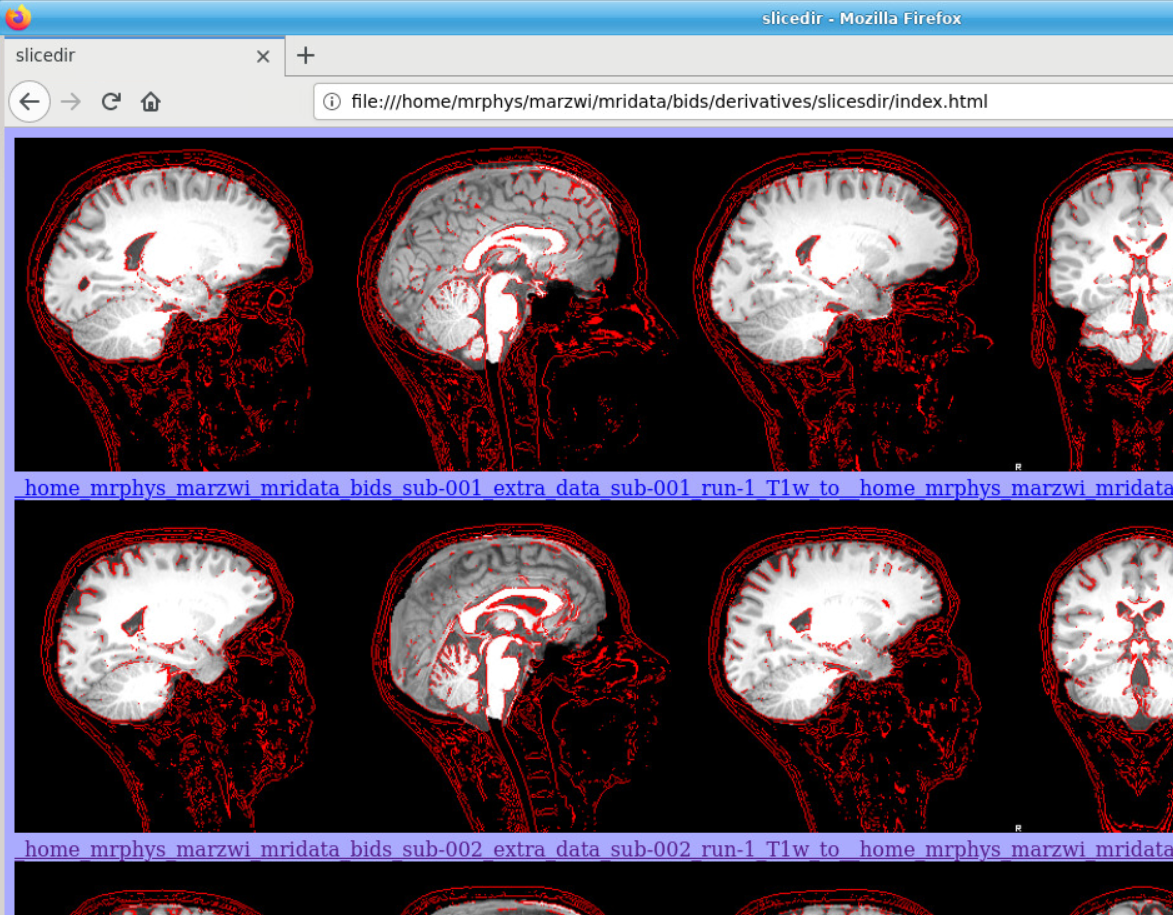 slicedir - Mozilla Firefox
slicedir
file:///home/mrphys/marzwi/mridata/bids/derivatives/slicesdir/index.html
R
_home_mrphys_marzwi_mridata_bids_sub-001_extra_data_sub-001_run-1_T1w_to__home_mrphys_marzwi_mridata
R
_home_mrphys_marzwi_mridata_bids_sub-002_extra_data_sub-002_run-1_T1w_to__home_mrphys_marzwi_mridata